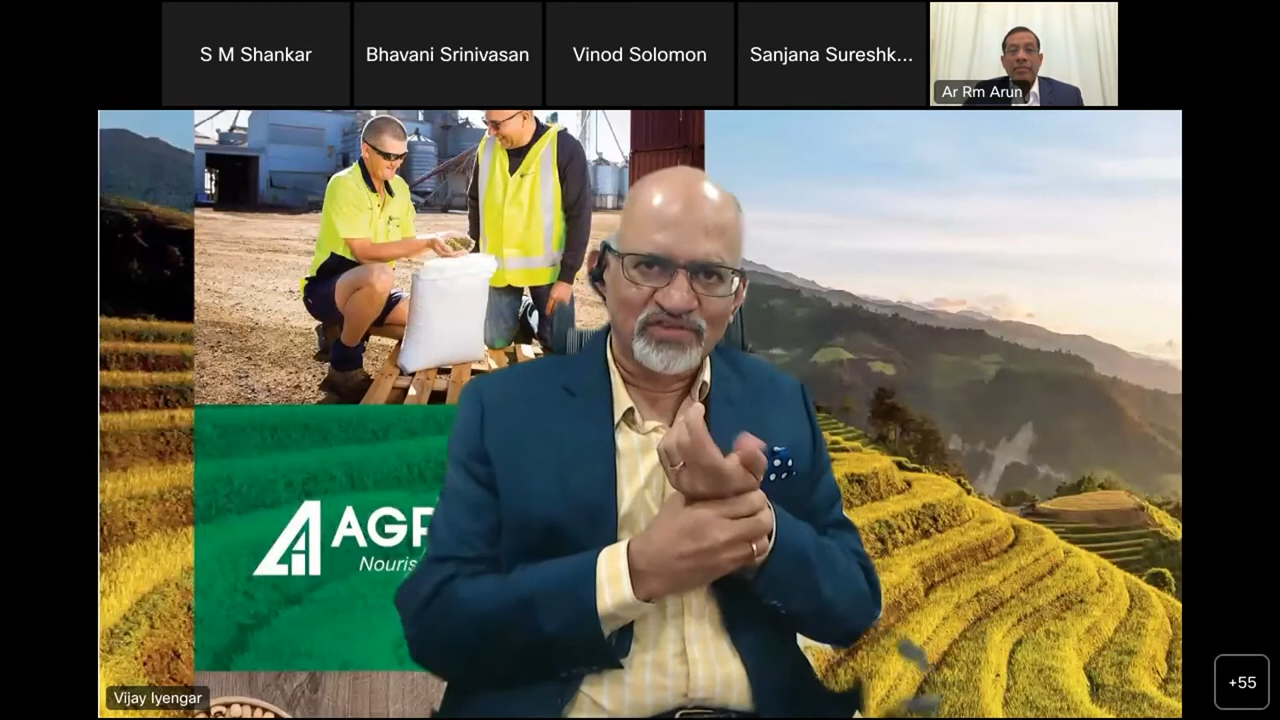 S M Shankar
Bhavani Srinivasan
Vinod Solomon
Sanjana Sureshk...
Ar Rm Arun
AGR
Nouris
Vijay Iyengar
+55